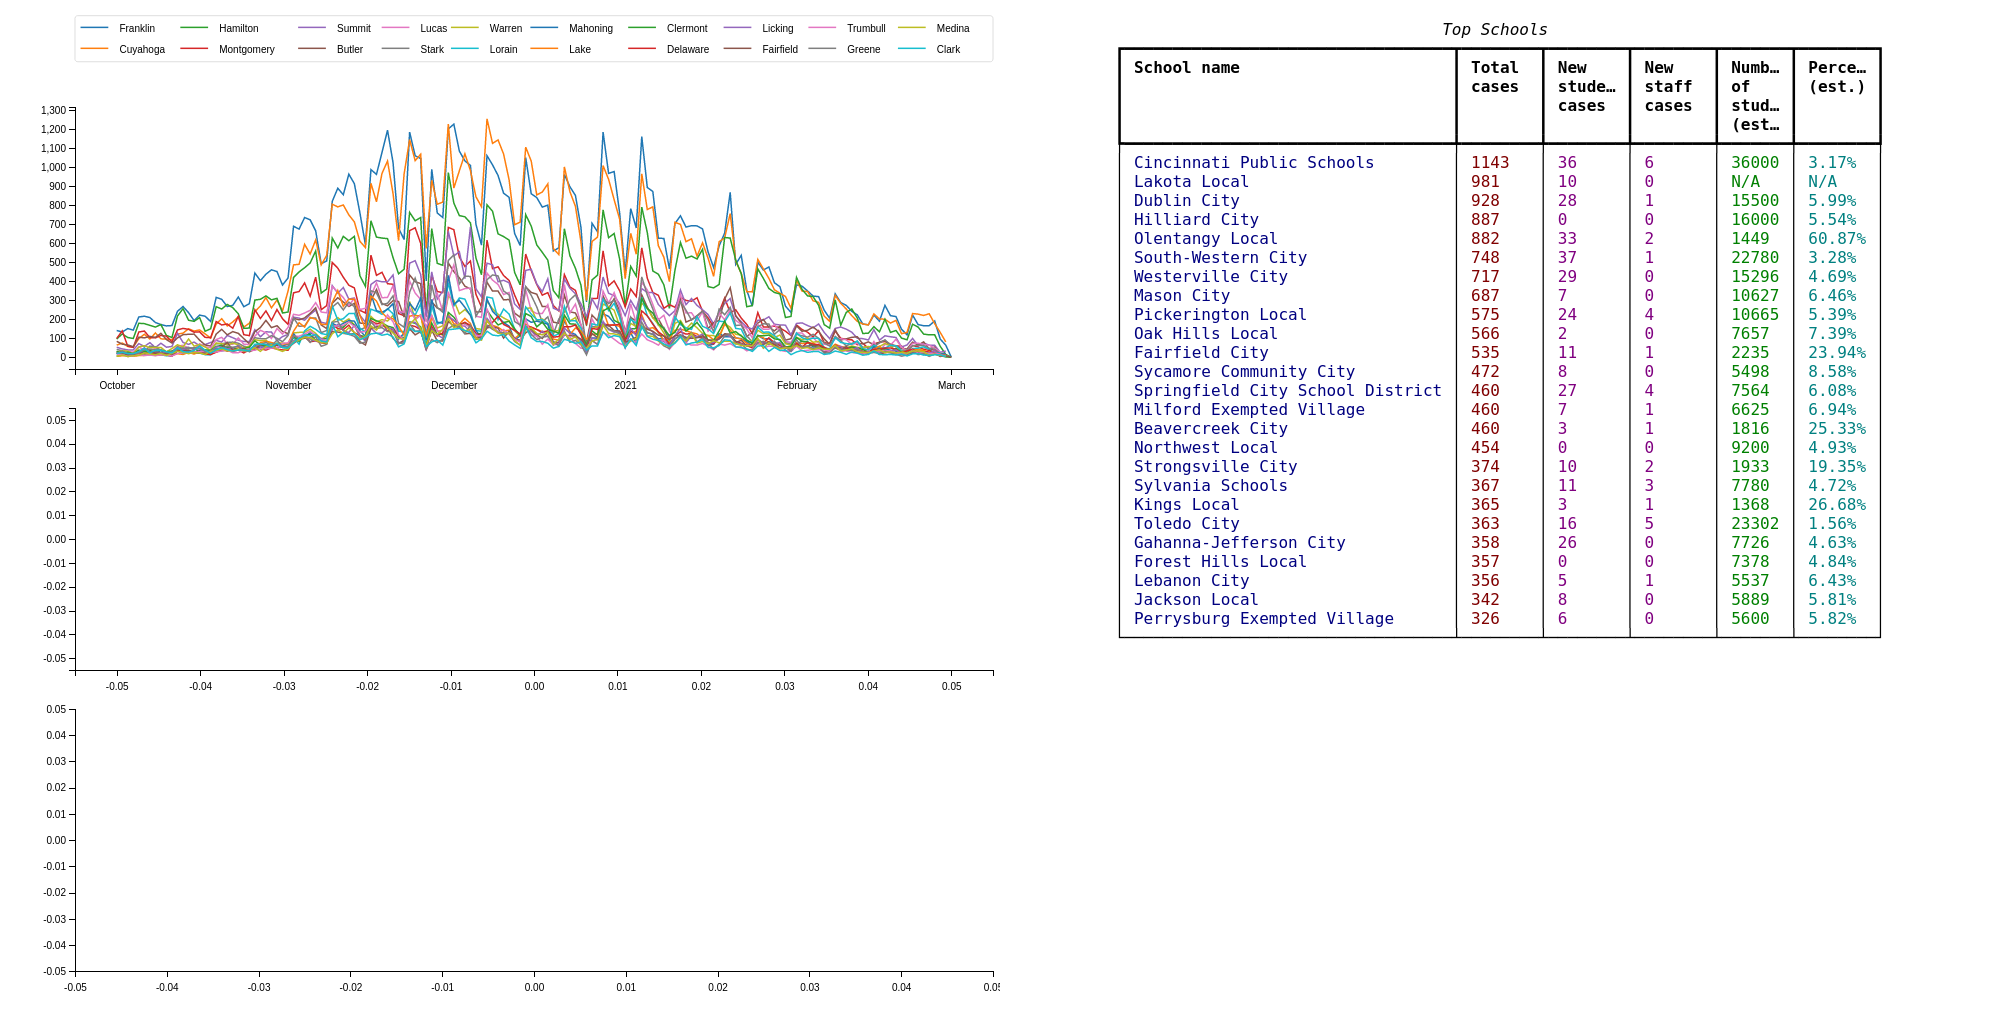 Franklin Hamilton Summit Lucas Warren Mahoning Clermont Licking Trumbull Medina
Cuyahoga Montgomery Butler Stark Lorain Lake Delaware Fairfield Greene Clark
1,300
1,200
1,100
1,000
900
800
700
600
500
400
300
200
100
0
October November December 2021 February March
0.05
0.04
0.03
0.02
0.01
0.00
-0.01
-0.02
-0.03
-0.04
-0.05
-0.05 -0.04 -0.03 -0.02 -0.01 0.00 0.01 0.02 0.03 0.04 0.05
0.05
0.04
0.03
0.02
0.01
0.00
-0.01
-0.02
-0.03
-0.04
-0.05
-0.05 -0.04 -0.03 -0.02 -0.01 0.00 0.01 0.02 0.03 0.04 0.05
Top Schools
School name Total New New Numb… Perce…
cases stude… staff of (est.)
cases cases stud…
(est…
Cincinnati Public Schools 1143 36 6 36000 3.17%
Lakota Local 981 10 0 N/A N/A
Dublin City 928 28 1 15500 5.99%
Hilliard City 887 0 0 16000 5.54%
Olentangy Local 882 33 2 1449 60.87%
South-Western City 748 37 1 22780 3.28%
Westerville City 717 29 0 15296 4.69%
Mason City 687 7 0 10627 6.46%
Pickerington Local 575 24 4 10665 5.39%
Oak Hills Local 566 2 0 7657 7.39%
Fairfield City 535 11 1 2235 23.94%
Sycamore Community City 472 8 0 5498 8.58%
Springfield City School District 460 27 4 7564 6.08%
Milford Exempted Village 460 7 1 6625 6.94%
Beavercreek City 460 3 1 1816 25.33%
Northwest Local 454 0 0 9200 4.93%
Strongsville City 374 10 2 1933 19.35%
Sylvania Schools 367 11 3 7780 4.72%
Kings Local 365 3 1 1368 26.68%
Toledo City 363 16 5 23302 1.56%
Gahanna-Jefferson City 358 26 0 7726 4.63%
Forest Hills Local 357 0 0 7378 4.84%
Lebanon City 356 5 1 5537 6.43%
Jackson Local 342 8 0 5889 5.81%
Perrysburg Exempted Village 326 6 0 5600 5.82%